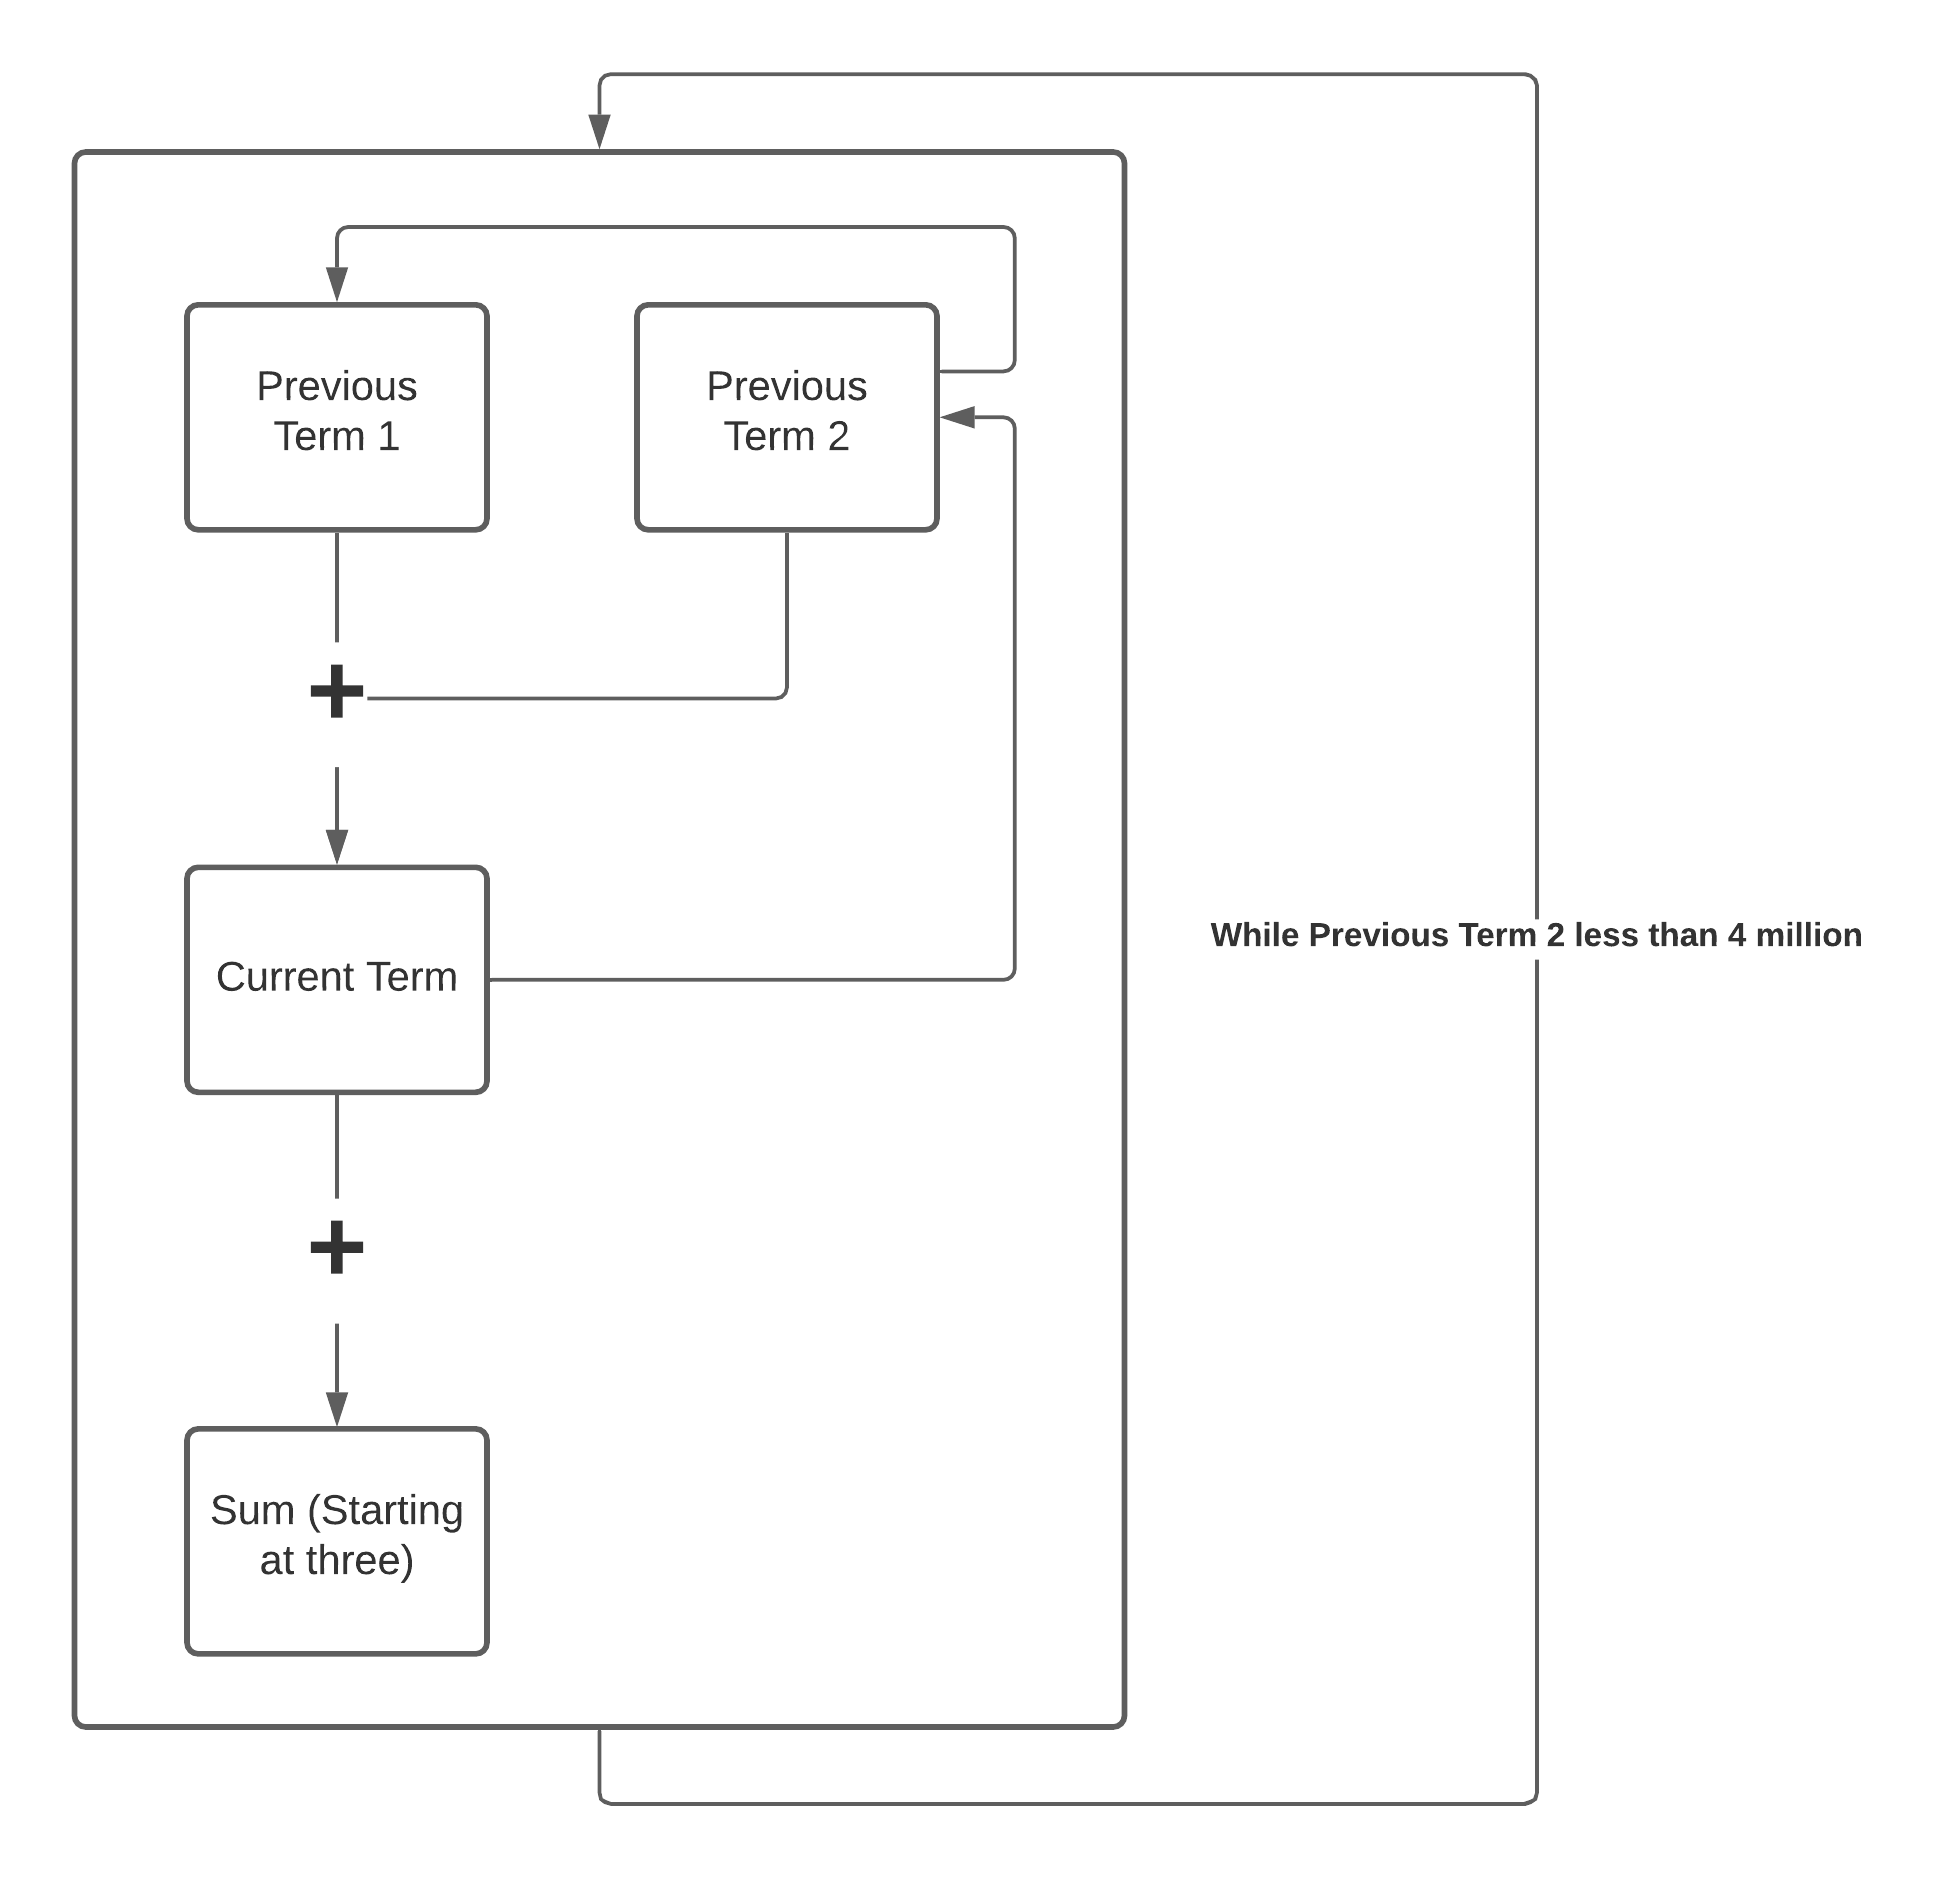 Previous
Term 1
Previous
Term 2
+
Current Term
While Previous Term 2 less than 4 million
+
Sum (Starting
at three)